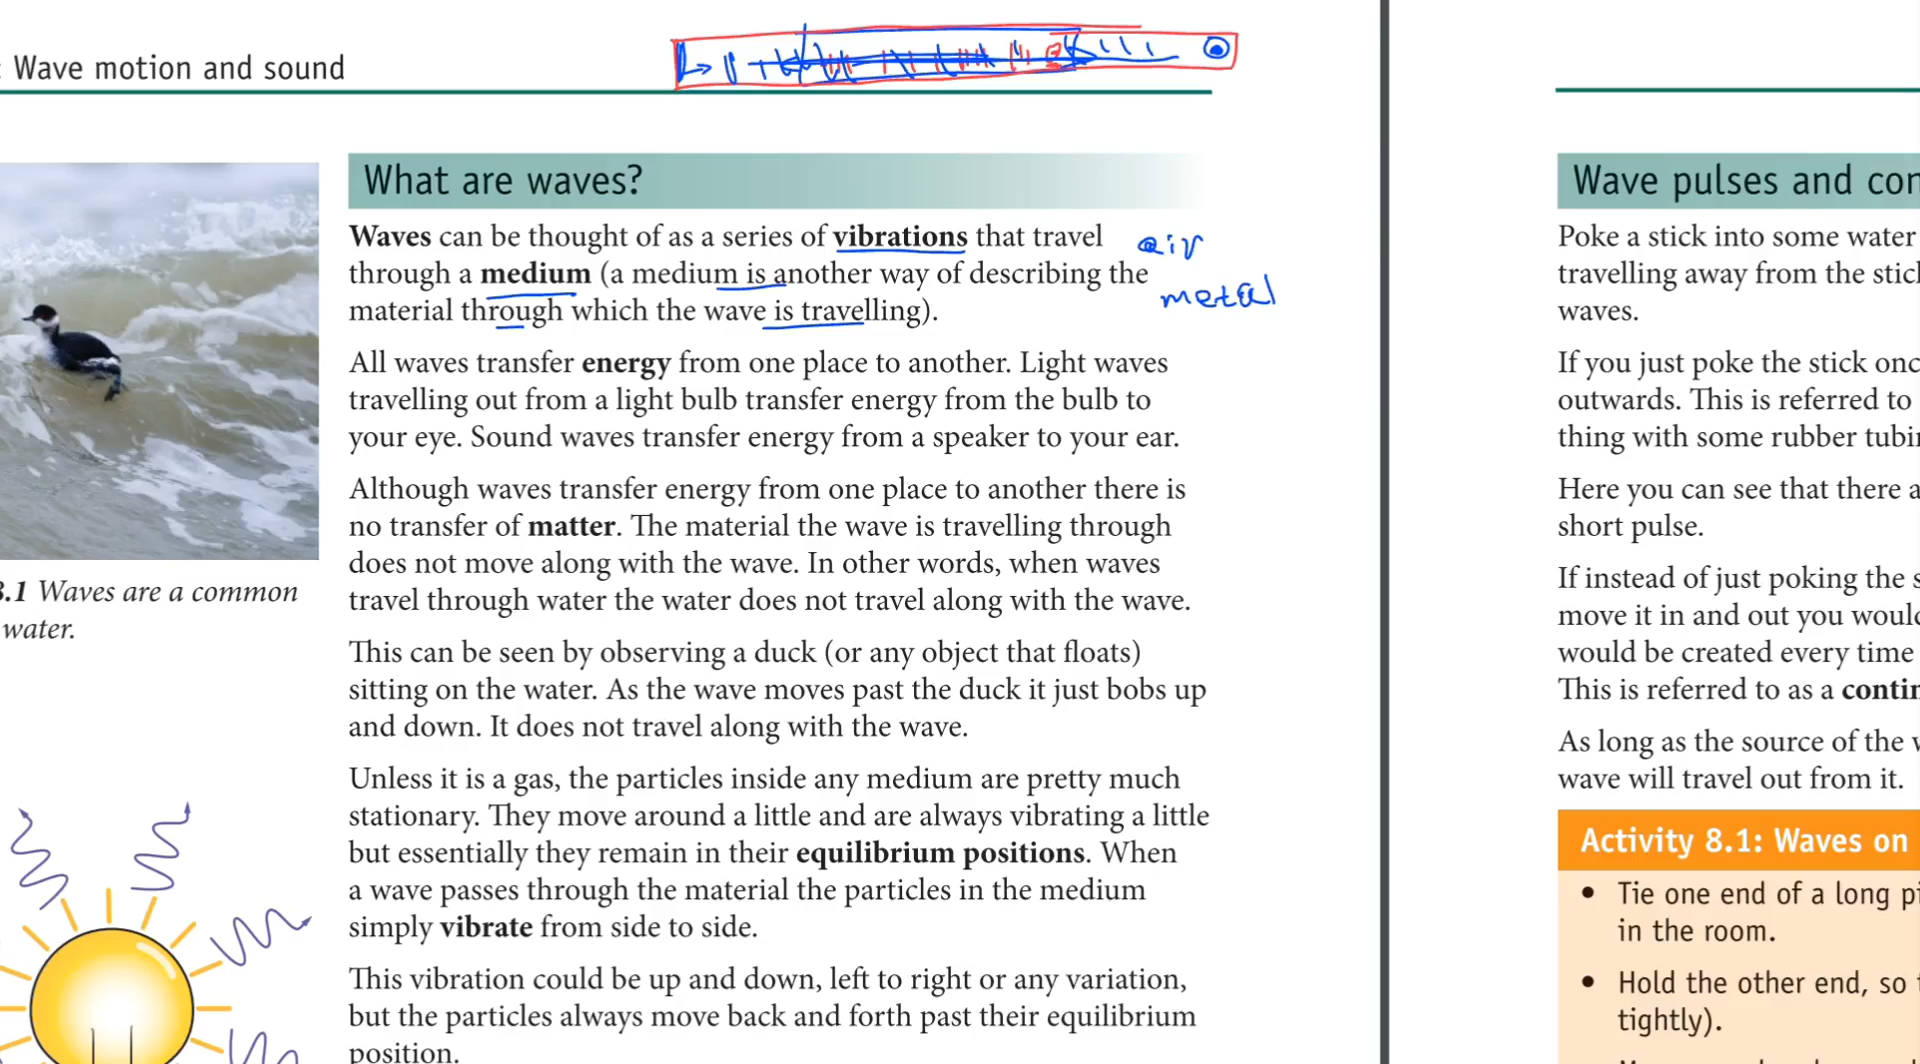 : Wave motion and sound
What are waves?
Waves can be thought of as a series of vibrations that travel
through a medium (a medium is another way of describing the
material through which the wave is travelling).
air
metal
All waves transfer energy from one place to another. Light waves
travelling out from a light bulb transfer energy from the bulb to
your eye. Sound waves transfer energy from a speaker to your ear.
Although waves transfer energy from one place to another there is
no transfer of matter. The material the wave is travelling through
does not move along with the wave. In other words, when waves
travel through water the water does not travel along with the wave.
This can be seen by observing a duck (or any object that floats)
sitting on the water. As the wave moves past the duck it just bobs up
and down. It does not travel along with the wave.
Unless it is a gas, the particles inside any medium are pretty much
stationary. They move around a little and are always vibrating a little
but essentially they remain in their equilibrium positions. When
a wave passes through the material the particles in the medium
simply vibrate from side to side.
This vibration could be up and down, left to right or any variation,
but the particles always move back and forth past their equilibrium
position.
8.1 Waves are a common
water.
Wave pulses and con
Poke a stick into some water
travelling away from the stic
waves.
If you just poke the stick onc
outwards. This is referred to
thing with some rubber tubi
Here you can see that there a
short pulse.
If instead of just poking the s
move it in and out you woul
would be created every time
This is referred to as a contin
As long as the source of the w
wave will travel out from it.
Activity 8.1: Waves on
• Tie one end of a long pi
in the room.
• Hold the other end, so t
tightly).